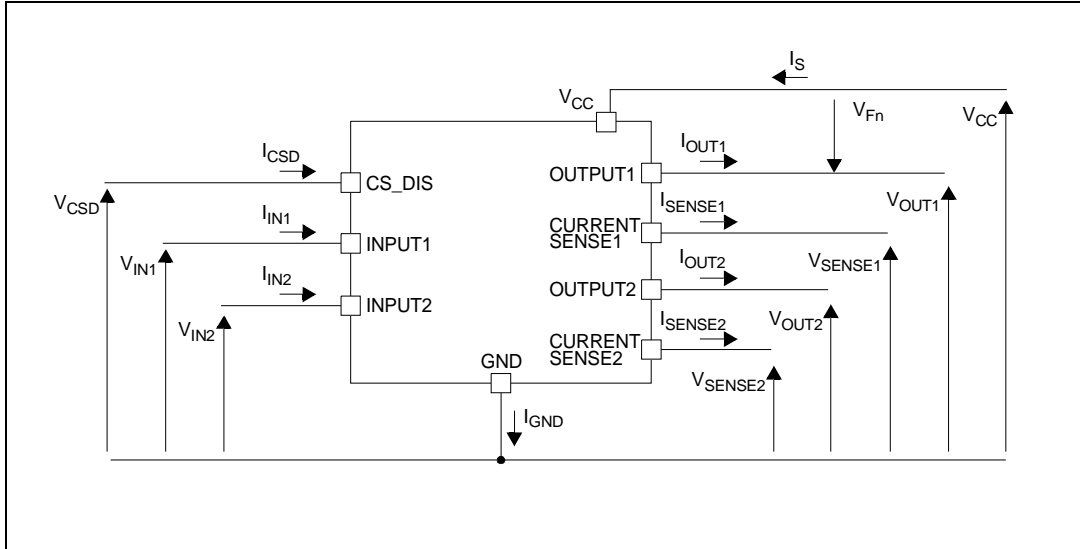 I_S
V_CC
V_Fn
V_CC
I_CSD
I_OUT1
CS_DIS
OUTPUT1
V_CSD
V_OUT1
I_IN1
I_SENSE1
INPUT1
CURRENT
SENSE1
V_IN1
V_SENSE1
I_IN2
I_OUT2
INPUT2
OUTPUT2
V_IN2
V_OUT2
I_SENSE2
CURRENT
SENSE2
GND
V_SENSE2
I_GND